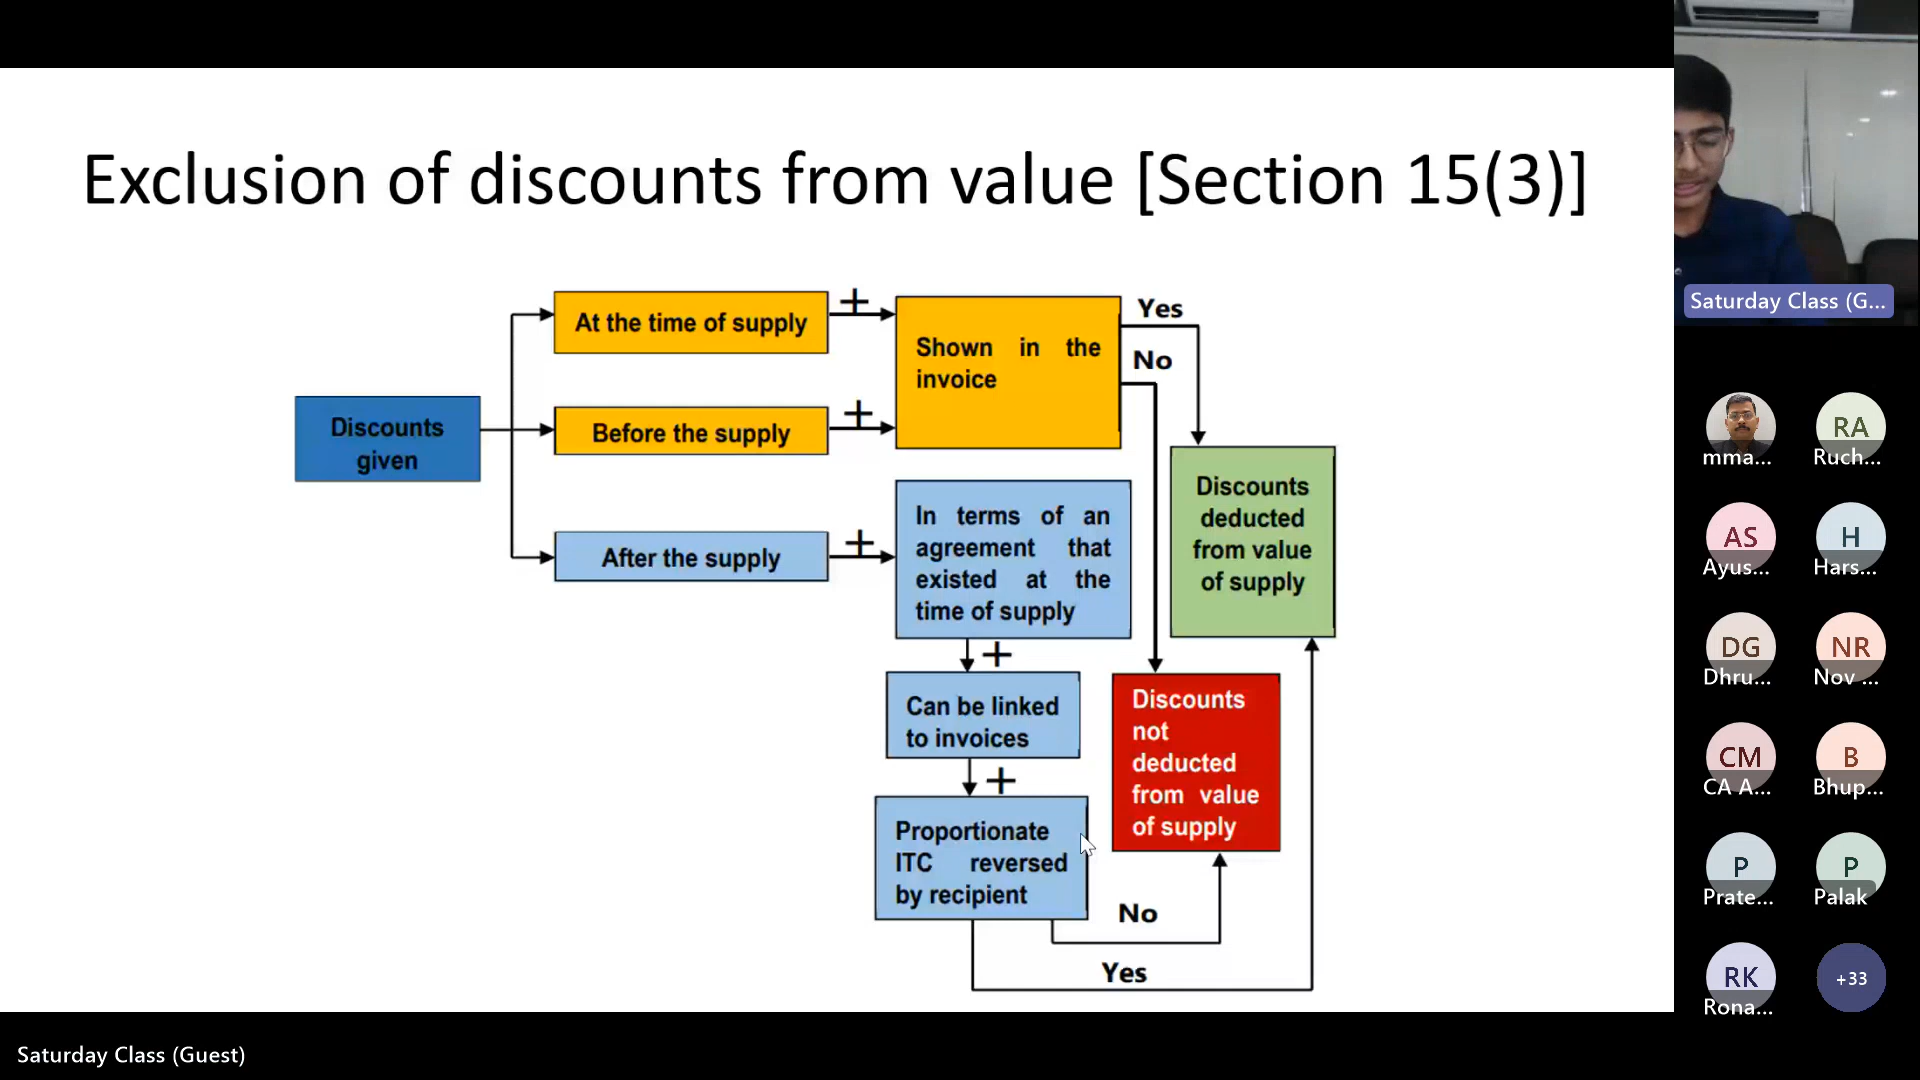 Exclusion of discounts from value [Section 15(3)]
Discounts
given
At the time of supply
Before the supply
After the supply
+
+
+
Shown in the
invoice
Yes
No
In terms of an
agreement that
existed at the
time of supply
+
Can be linked
to invoices
+
Proportionate
ITC reversed
by recipient
No
Yes
Discounts
deducted
from value
of supply
Discounts
not
deducted
from value
of supply
Saturday Class (G...
mma...
RA
Ruch...
AS
Ayus...
H
Hars...
DG
Dhru...
NR
Nov ...
CM
CA A...
B
Bhup...
P
Prate...
P
Palak
RK
Rona...
+33
Saturday Class (Guest)